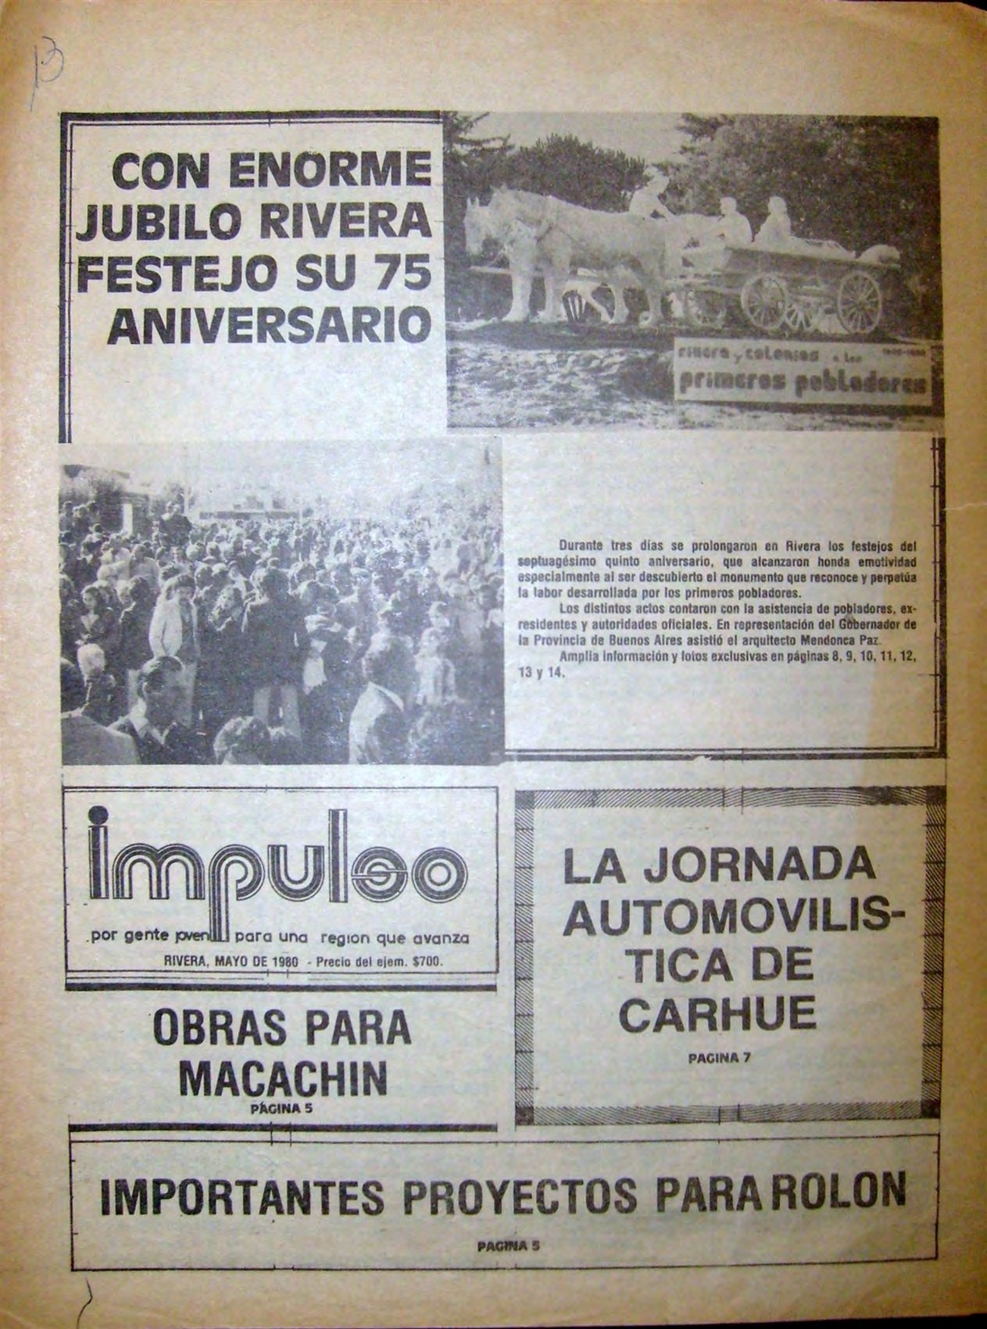 CON ENORME
JUBILO RIVERA
FESTEJO SU 75
ANIVERSARIO
rivera y colonias a los
primeros pobladores
Durante tres días se prolongaron en Rivera los festejos del
septuagésimo quinto aniversario, que alcanzaron honda emotividad
especialmente al ser descubierto el monumento que reconoce y perpetúa
la labor desarrollada por los primeros pobladores.
Los distintos actos contaron con la asistencia de pobladores, ex-
residentes y autoridades oficiales. En representación del Gobernador de
la Provincia de Buenos Aires asistió el arquitecto Mendonca Paz.
Amplia información y fotos exclusivas en páginas 8, 9, 10, 11, 12,
13 y 14.
impulso
por gente joven para una region que avanza
RIVERA, MAYO DE 1980 - Precio del ejem. $700.
OBRAS PARA
MACACHIN
PÁGINA 5
LA JORNADA
AUTOMOVILIS-
TICA DE
CARHUE
PAGINA 7
IMPORTANTES PROYECTOS PARA ROLON
PAGINA 5